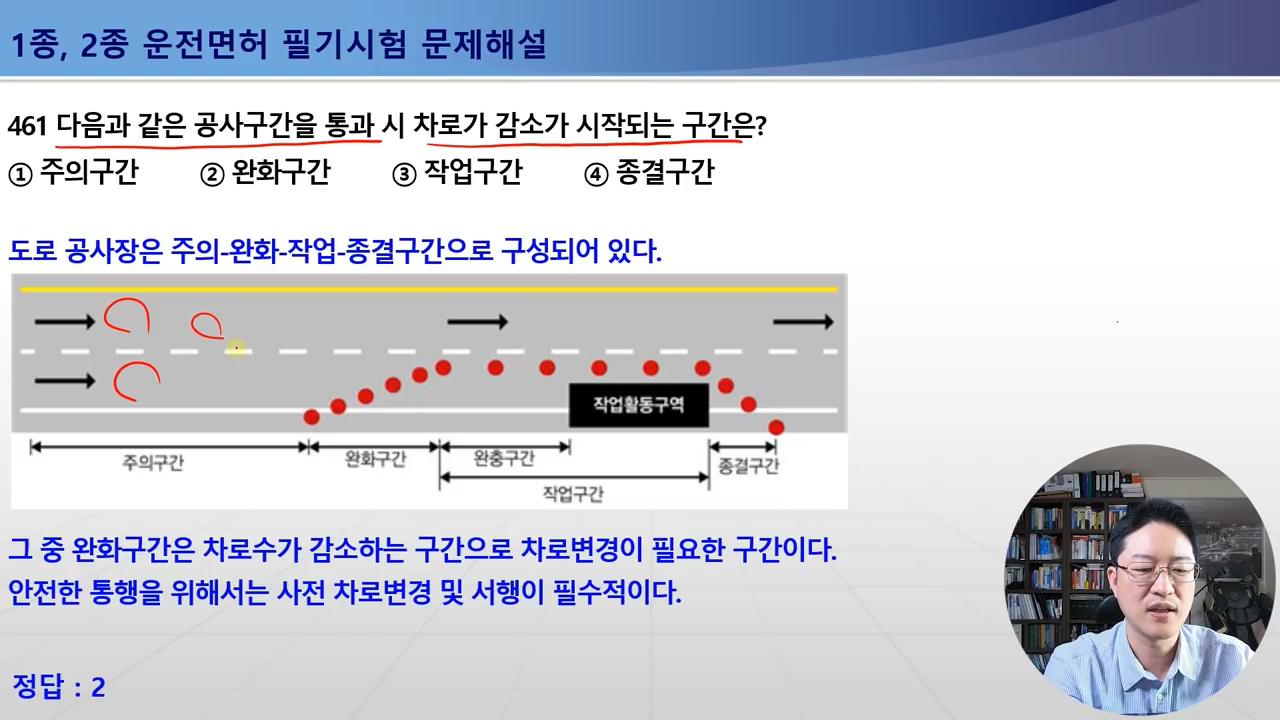 1종, 2종 운전면허 필기시험 문제해설
461 다음과 같은 공사구간을 통과 시 차로가 감소가 시작되는 구간은?
① 주의구간 ② 완화구간 ③ 작업구간 ④ 종결구간
도로 공사장은 주의-완화-작업-종결구간으로 구성되어 있다.
작업활동구역
주의구간 완화구간 완충구간 종결구간
작업구간
그 중 완화구간은 차로수가 감소하는 구간으로 차로변경이 필요한 구간이다.
안전한 통행을 위해서는 사전 차로변경 및 서행이 필수적이다.
정답 : 2